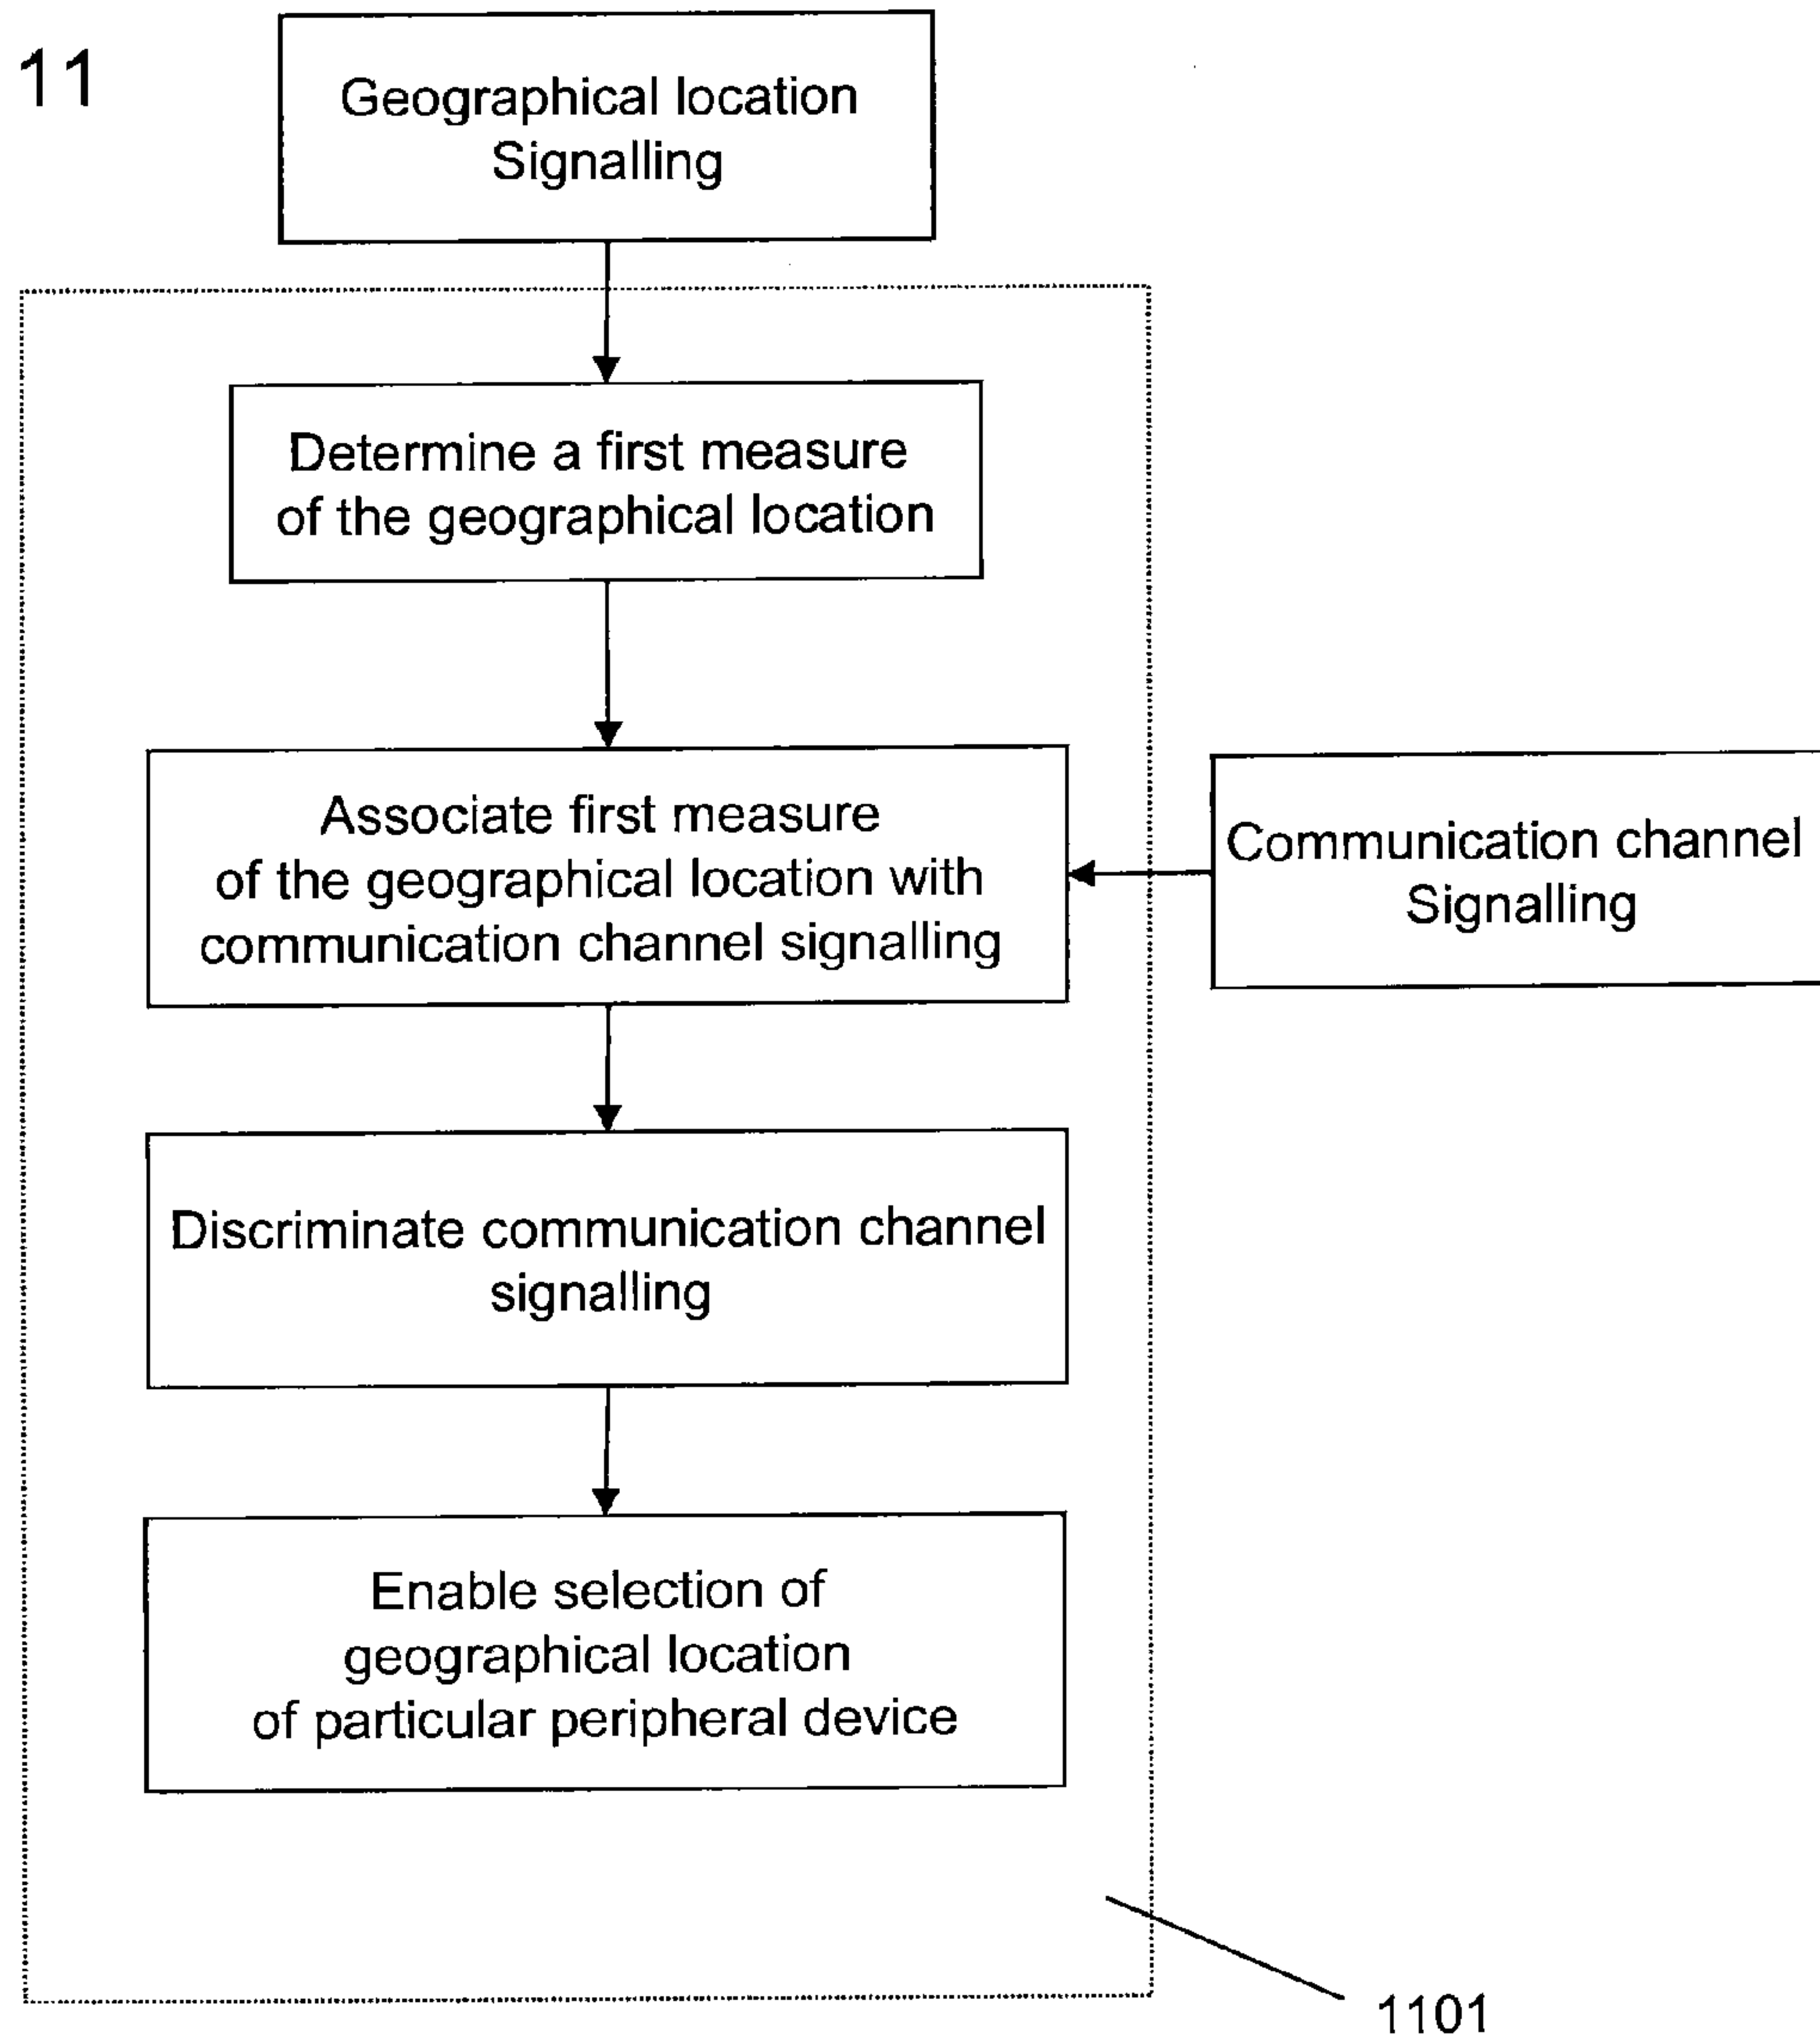 11
Geographical location
Signalling
Determine a first measure
of the geographical location
Associate first measure
of the geographical location with
communication channel signalling
Communication channel
Signalling
Discriminate communication channel
signalling
Enable selection of
geographical location
of particular peripheral device
1101